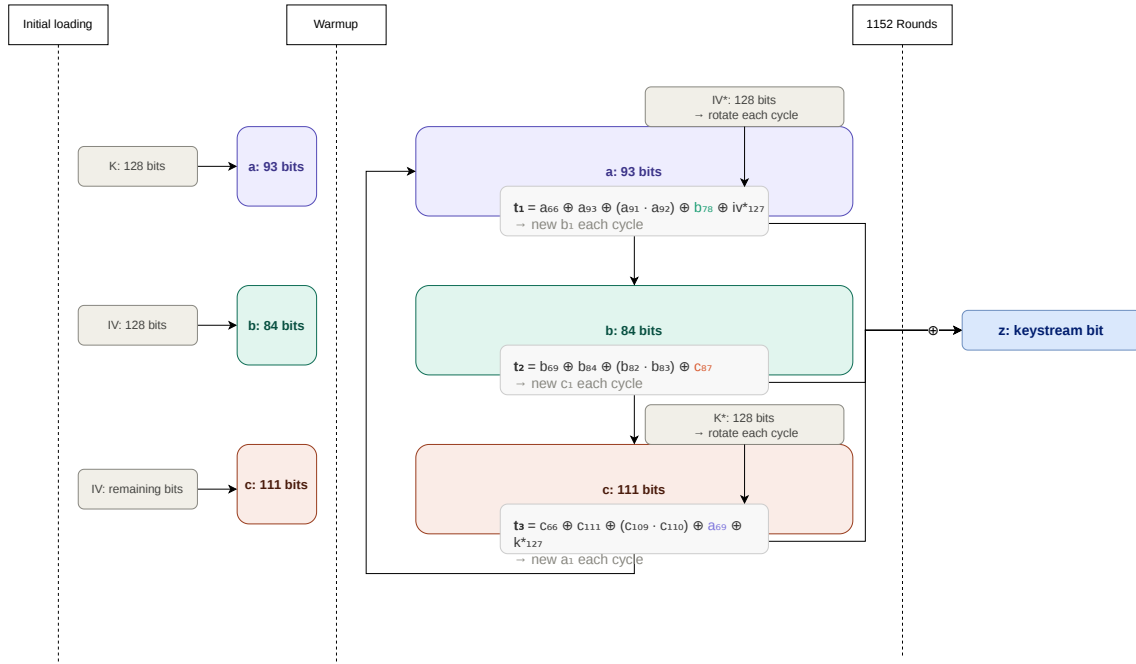 Initial loading
Warmup
1152 Rounds
IV*: 128 bits
→ rotate each cycle
K: 128 bits
a: 93 bits
a: 93 bits
t₁ = a₆₆ ⊕ a₉₃ ⊕ (a₉₁ · a₉₂) ⊕ b₇₈ ⊕ iv*₁₂₇
→ new b₁ each cycle
IV: 128 bits
b: 84 bits
b: 84 bits
⊕
z: keystream bit
t₂ = b₆₉ ⊕ b₈₄ ⊕ (b₈₂ · b₈₃) ⊕ c₈₇
→ new c₁ each cycle
K*: 128 bits
→ rotate each cycle
IV: remaining bits
c: 111 bits
c: 111 bits
t₃ = c₆₆ ⊕ c₁₁₁ ⊕ (c₁₀₉ · c₁₁₀) ⊕ a₆₉ ⊕
k*₁₂₇
→ new a₁ each cycle